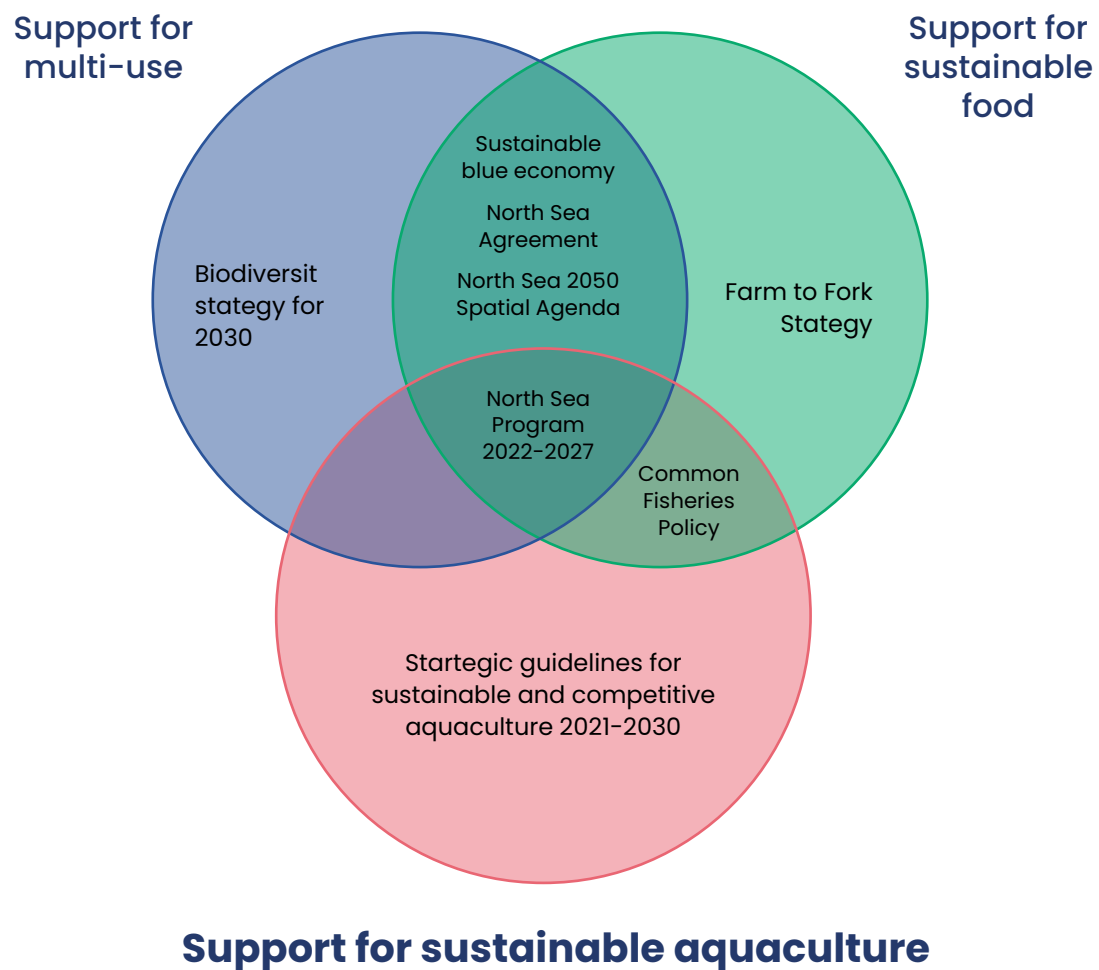 Support for
multi-use
Support for
sustainable
food
Sustainable
blue economy
North Sea
Agreement
North Sea 2050
Spatial Agenda
Biodiversit
stategy for
2030
Farm to Fork
Stategy
North Sea
Program
2022-2027
Common
Fisheries
Policy
Startegic guidelines for
sustainable and competitive
aquaculture 2021-2030
Support for sustainable aquaculture